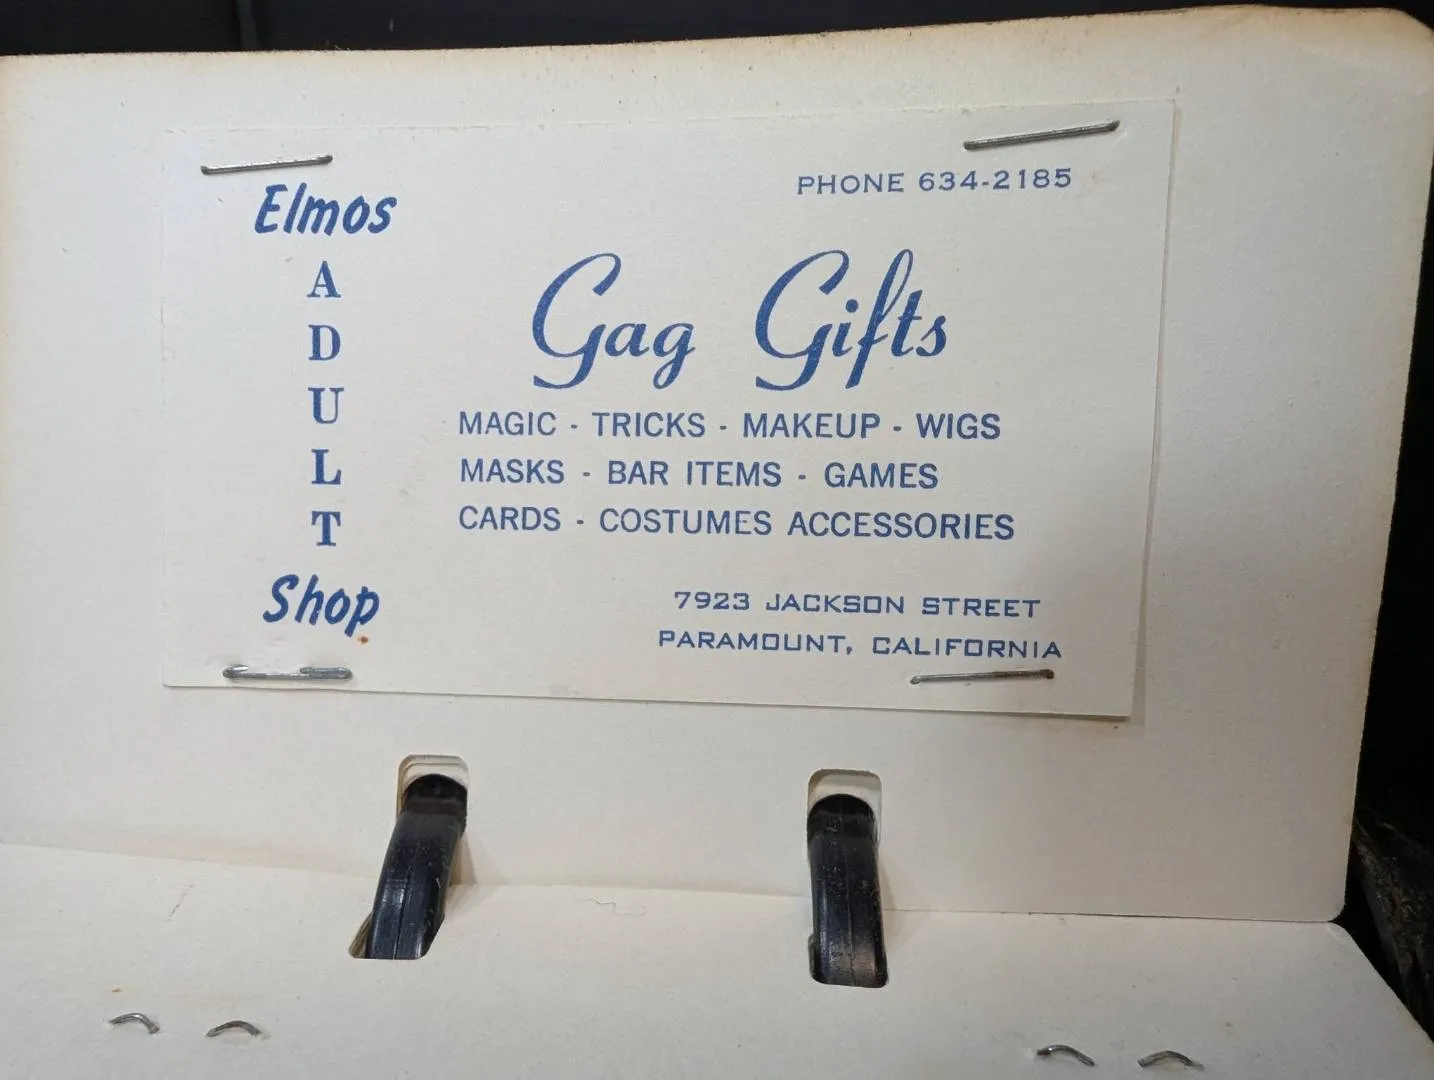 Elmos
A
D
U
L
T
Shop
PHONE 634-2185
Gag Gifts
MAGIC - TRICKS - MAKEUP - WIGS
MASKS - BAR ITEMS - GAMES
CARDS - COSTUMES ACCESSORIES
7923 JACKSON STREET
PARAMOUNT, CALIFORNIA